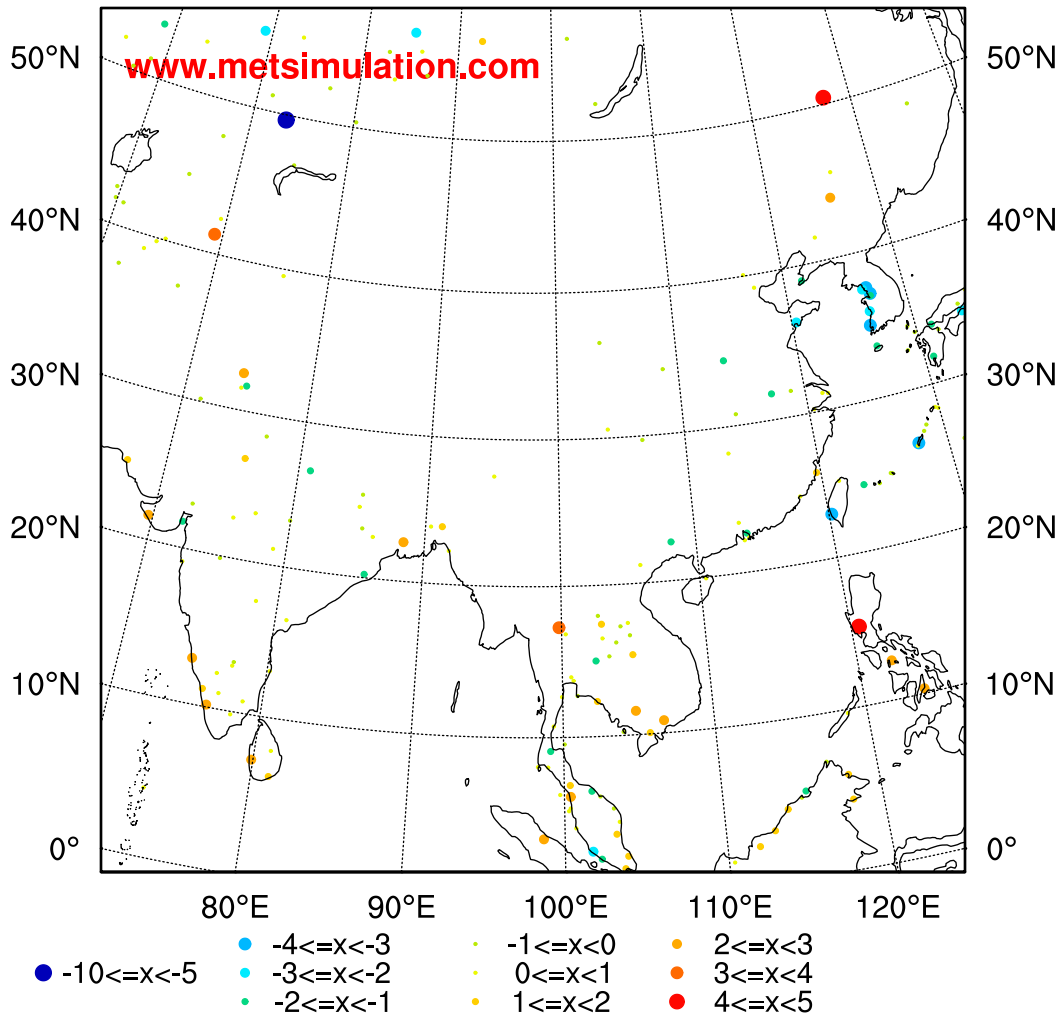 www.metsimulation.com
50°N 50°N
40°N 40°N
30°N 30°N
20°N 20°N
10°N 10°N
0° 0°
80°E 90°E 100°E 110°E 120°E
-4<=x<-3 -1<=x<0 2<=x<3
-10<=x<-5 -3<=x<-2 0<=x<1 3<=x<4
-2<=x<-1 1<=x<2 4<=x<5